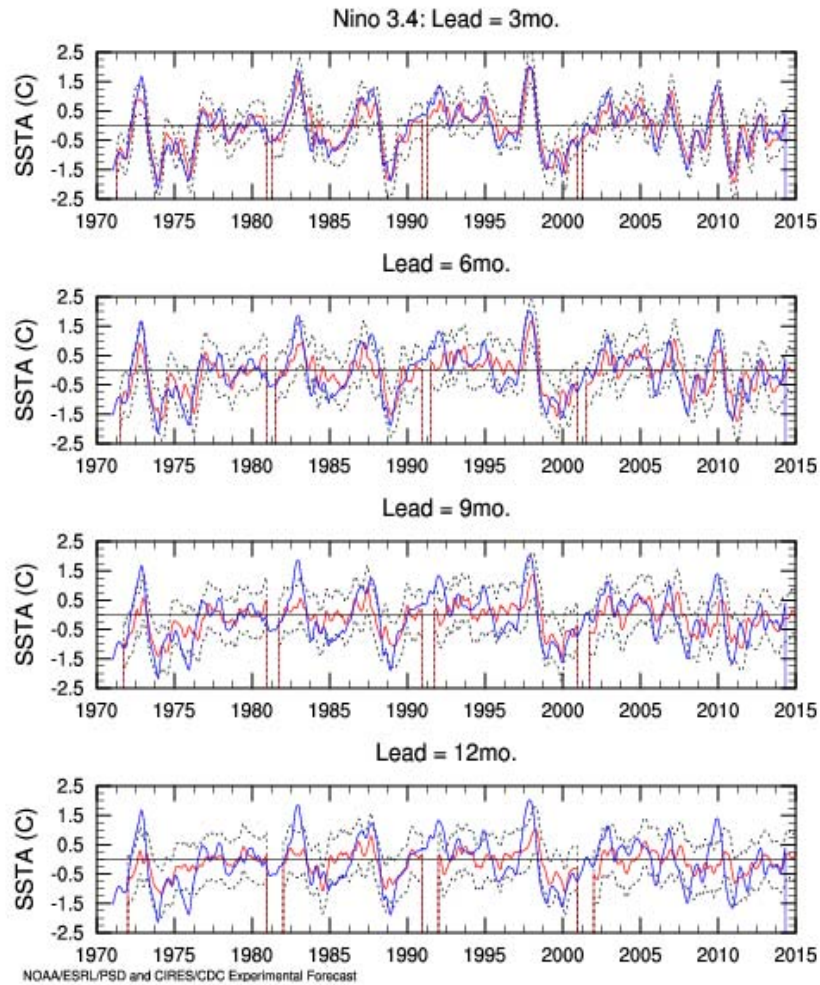 Nino 3.4: Lead = 3mo.
SSTA (C)
2.5
1.5
0.5
-0.5
-1.5
-2.5
1970 1975 1980 1985 1990 1995 2000 2005 2010 2015
Lead = 6mo.
SSTA (C)
2.5
1.5
0.5
-0.5
-1.5
-2.5
1970 1975 1980 1985 1990 1995 2000 2005 2010 2015
Lead = 9mo.
SSTA (C)
2.5
1.5
0.5
-0.5
-1.5
-2.5
1970 1975 1980 1985 1990 1995 2000 2005 2010 2015
Lead = 12mo.
SSTA (C)
2.5
1.5
0.5
-0.5
-1.5
-2.5
1970 1975 1980 1985 1990 1995 2000 2005 2010 2015
NOAA/ESRL/PSD and CIRES/CDC Experimental Forecast